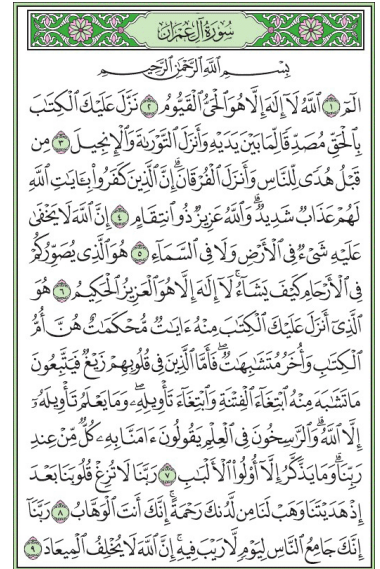 سُورَةُ آلِ عِمۡرَانَ
بِسۡمِ ٱللَّهِ ٱلرَّحۡمَٰنِ ٱلرَّحِيمِ
الٓمٓ ١ ٱللَّهُ لَآ إِلَٰهَ إِلَّا هُوَ ٱلۡحَيُّ ٱلۡقَيُّومُ ٢ نَزَّلَ عَلَيۡكَ ٱلۡكِتَٰبَ
بِٱلۡحَقِّ مُصَدِّقٗا لِّمَا بَيۡنَ يَدَيۡهِ وَأَنزَلَ ٱلتَّوۡرَىٰةَ وَٱلۡإِنجِيلَ ٣ مِن
قَبۡلُ هُدٗى لِّلنَّاسِ وَأَنزَلَ ٱلۡفُرۡقَانَۗ إِنَّ ٱلَّذِينَ كَفَرُواْ بِـَٔايَٰتِ ٱللَّهِ
لَهُمۡ عَذَابٞ شَدِيدٞۗ وَٱللَّهُ عَزِيزٞ ذُو ٱنتِقَامٍ ٤ إِنَّ ٱللَّهَ لَا يَخۡفَىٰ
عَلَيۡهِ شَيۡءٞ فِي ٱلۡأَرۡضِ وَلَا فِي ٱلسَّمَآءِ ٥ هُوَ ٱلَّذِي يُصَوِّرُكُمۡ
فِي ٱلۡأَرۡحَامِ كَيۡفَ يَشَآءُۚ لَآ إِلَٰهَ إِلَّا هُوَ ٱلۡعَزِيزُ ٱلۡحَكِيمُ ٦ هُوَ
ٱلَّذِيٓ أَنزَلَ عَلَيۡكَ ٱلۡكِتَٰبَ مِنۡهُ ءَايَٰتٞ مُّحۡكَمَٰتٌ هُنَّ أُمُّ
ٱلۡكِتَٰبِ وَأُخَرُ مُتَشَٰبِهَٰتٞۖ فَأَمَّا ٱلَّذِينَ فِي قُلُوبِهِمۡ زَيۡغٞ فَيَتَّبِعُونَ
مَا تَشَٰبَهَ مِنۡهُ ٱبۡتِغَآءَ ٱلۡفِتۡنَةِ وَٱبۡتِغَآءَ تَأۡوِيلِهِۦۖ وَمَا يَعۡلَمُ تَأۡوِيلَهُۥٓ
إِلَّا ٱللَّهُۗ وَٱلرَّٰسِخُونَ فِي ٱلۡعِلۡمِ يَقُولُونَ ءَامَنَّا بِهِۦ كُلّٞ مِّنۡ عِندِ
رَبِّنَاۗ وَمَا يَذَّكَّرُ إِلَّآ أُوْلُواْ ٱلۡأَلۡبَٰبِ ٧ رَبَّنَا لَا تُزِغۡ قُلُوبَنَا بَعۡدَ
إِذۡ هَدَيۡتَنَا وَهَبۡ لَنَا مِن لَّدُنكَ رَحۡمَةًۚ إِنَّكَ أَنتَ ٱلۡوَهَّابُ ٨ رَبَّنَآ
إِنَّكَ جَامِعُ ٱلنَّاسِ لِيَوۡمٖ لَّا رَيۡبَ فِيهِۚ إِنَّ ٱللَّهَ لَا يُخۡلِفُ ٱلۡمِيعَادَ ٩